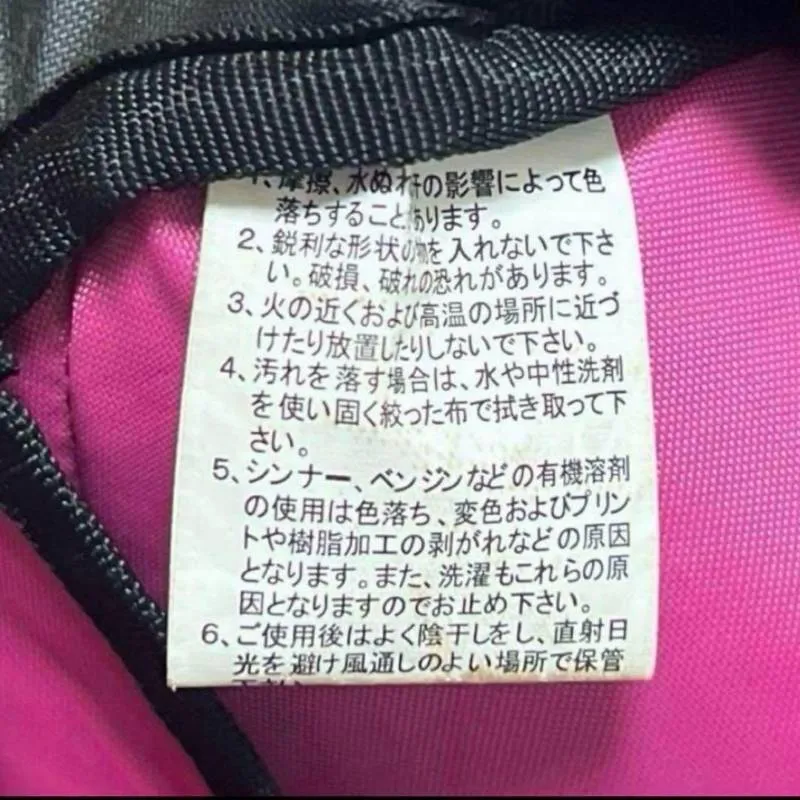 1、摩擦、水ぬれ等の影響によって色
落ちすることがあります。
2、鋭利な形状の物を入れないで下さ
い。破損、破れの恐れがあります。
3、火の近くおよび高温の場所に近づ
けたり放置したりしないで下さい。
4、汚れを落す場合は、水や中性洗剤
を使い固く絞った布で拭き取って下
さい。
5、シンナー、ベンジンなどの有機溶剤
の使用は色落ち、変色およびプリン
トや樹脂加工の剥がれなどの原因
となります。また、洗濯もこれらの原
因となりますのでお止め下さい。
6、ご使用後はよく陰干しをし、直射日
光を避け風通しのよい場所で保管
下さい。